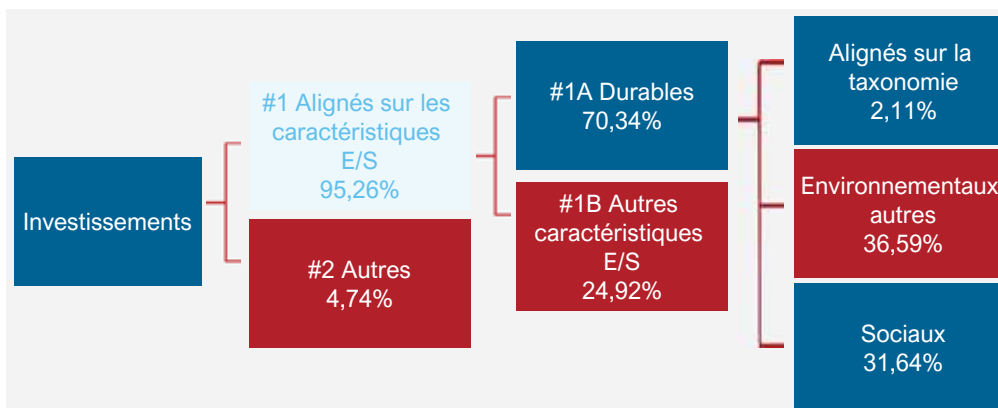 Investissements
#1 Alignés sur les
caractéristiques
E/S
95,26%
#2 Autres
4,74%
#1A Durables
70,34%
#1B Autres
caractéristiques
E/S
24,92%
Alignés sur la
taxonomie
2,11%
Environnementaux
autres
36,59%
Sociaux
31,64%